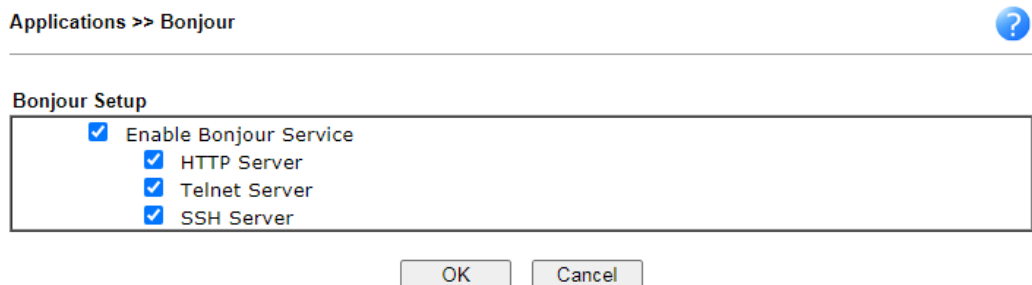 Applications >> Bonjour
?
Bonjour Setup
Enable Bonjour Service
HTTP Server
Telnet Server
SSH Server
OK Cancel